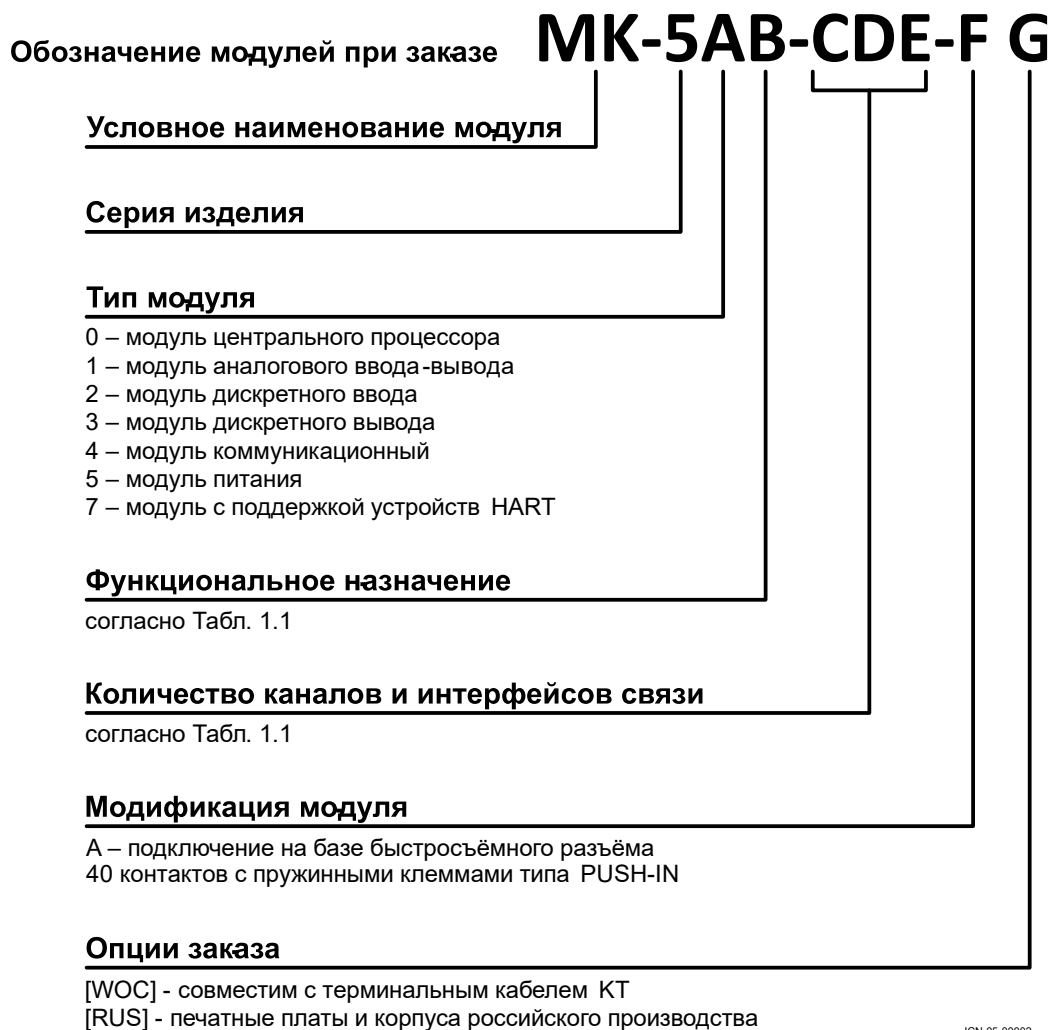 Обозначение модулей при заказе МК-5АВ-CDE-F G
Условное наименование модуля
Серия изделия
Тип модуля
0 – модуль центрального процессора
1 – модуль аналогового ввода-вывода
2 – модуль дискретного ввода
3 – модуль дискретного вывода
4 – модуль коммуникационный
5 – модуль питания
7 – модуль с поддержкой устройств HART
Функциональное назначение
согласно Табл. 1.1
Количество каналов и интерфейсов связи
согласно Табл. 1.1
Модификация модуля
А – подключение на базе быстросъёмного разъёма
40 контактов с пружинными клеммами типа PUSH-IN
Опции заказа
[WOC] - совместим с терминальным кабелем КТ
[RUS] - печатные платы и корпуса российского производства